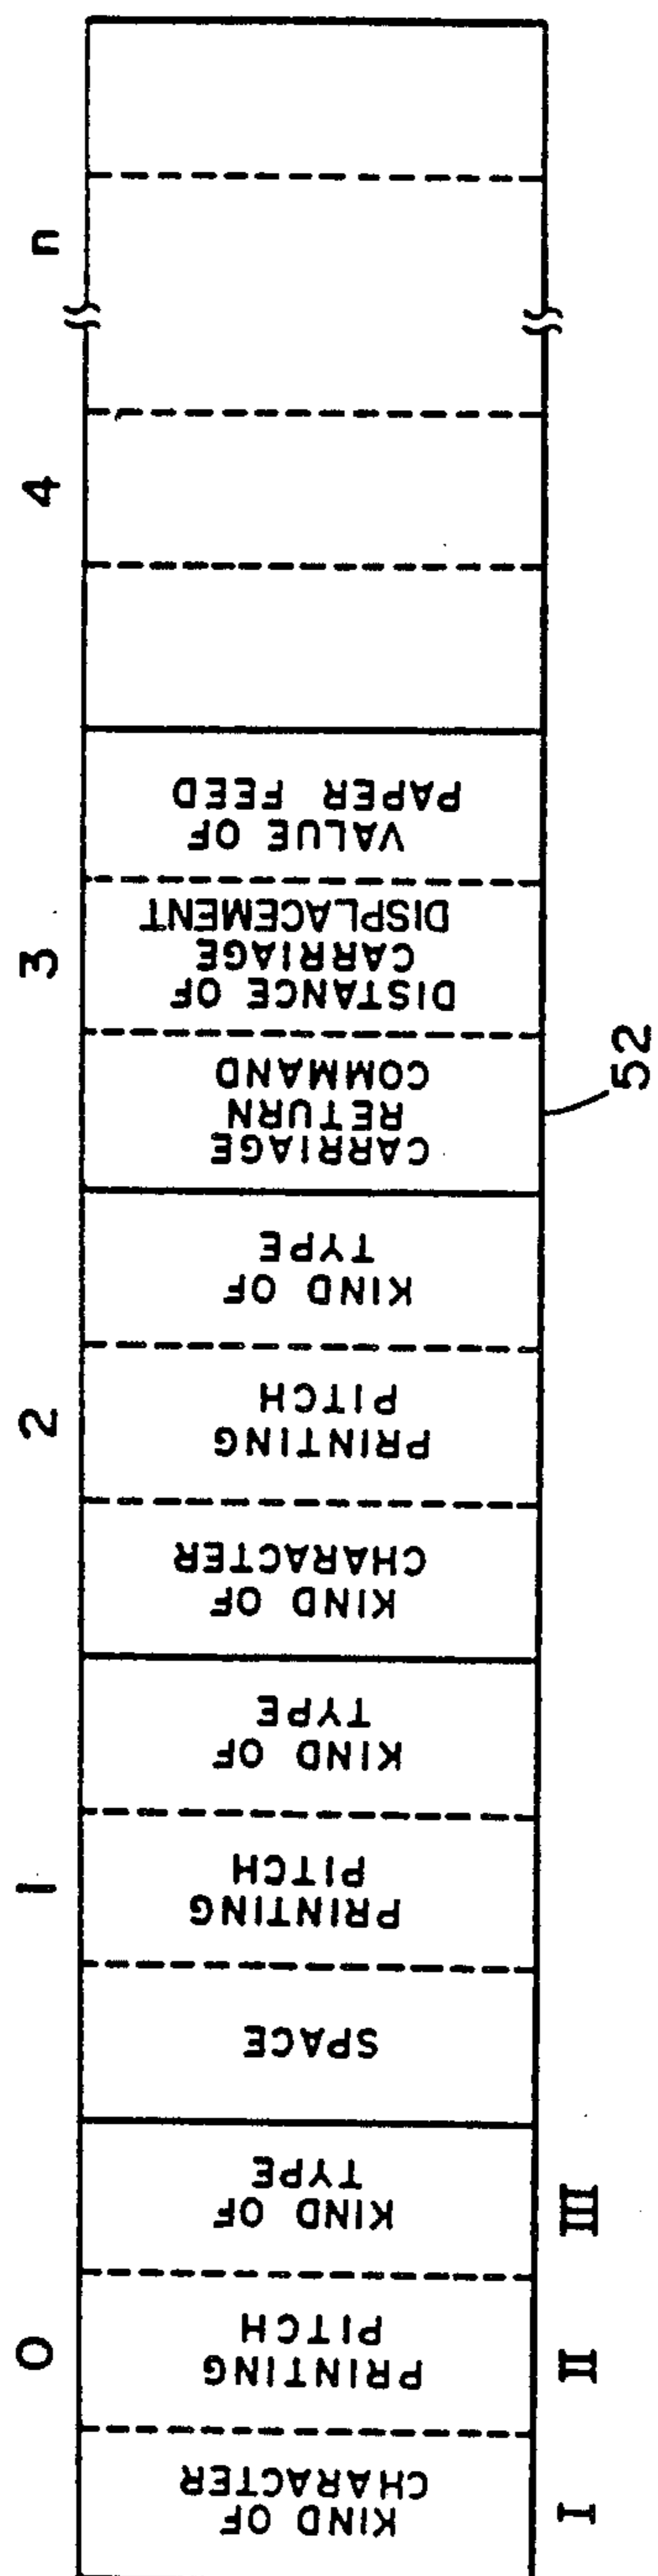 0
1
2
3
4
n
KIND OF
CHARACTER
PRINTING
PITCH
KIND OF
TYPE
SPACE
PRINTING
PITCH
KIND OF
TYPE
KIND OF
CHARACTER
PRINTING
PITCH
KIND OF
TYPE
CARRIAGE
RETURN
COMMAND
DISTANCE OF
CARRIAGE
DISPLACEMENT
VALUE OF
PAPER FEED
I
II
III
52